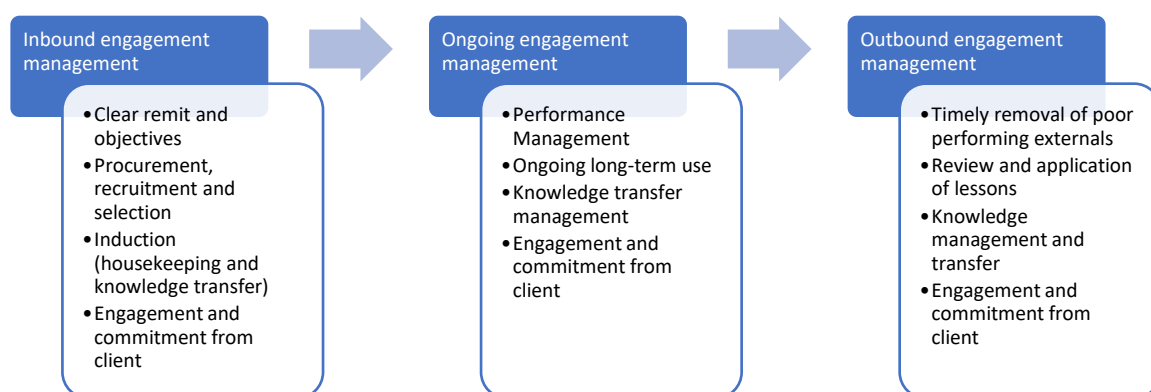 Inbound engagement
management
•Clear remit and
objectives
•Procurement,
recruitment and
selection
•Induction
(housekeeping and
knowledge transfer)
•Engagement and
commitment from
client
Ongoing engagement
management
•Performance
Management
•Ongoing long-term use
•Knowledge transfer
management
•Engagement and
commitment from
client
Outbound engagement
management
•Timely removal of poor
performing externals
•Review and application
of lessons
•Knowledge
management and
transfer
•Engagement and
commitment from
client